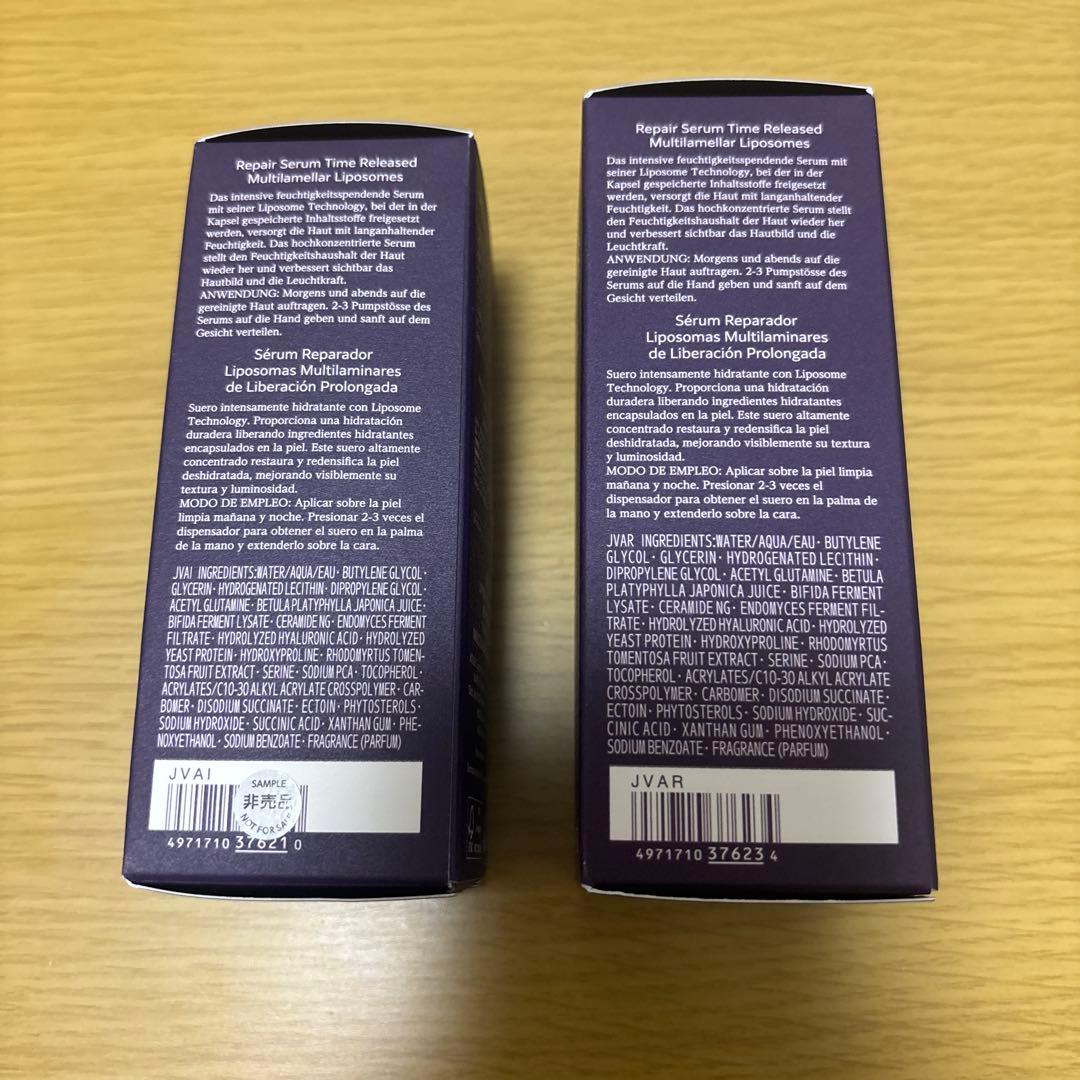 Repair Serum Time Released
Multilamellar Liposomes
Das intensive feuchtigkeitsspendende Serum
mit seiner Liposome Technology, bei der in der
Kapsel gespeicherte Inhaltsstoffe freigesetzt
werden, versorgt die Haut mit langanhaltender
Feuchtigkeit. Das hochkonzentrierte Serum
stellt den Feuchtigkeitshaushalt der Haut
wieder her und verbessert sichtbar das
Hautbild und die Leuchtkraft.
ANWENDUNG: Morgens und abends auf die
gereinigte Haut auftragen. 2-3 Pumpstösse des
Serums auf die Hand geben und sanft auf dem
Gesicht verteilen.
Sérum Reparador
Liposomas Multilaminares
de Liberación Prolongada
Suero intensamente hidratante con Liposome
Technology. Proporciona una hidratación
duradera liberando ingredientes hidratantes
encapsulados en la piel. Este suero altamente
concentrado restaura y redensifica la piel
deshidratada, mejorando visiblemente su
textura y luminosidad.
MODO DE EMPLEO: Aplicar sobre la piel
limpia mañana y noche. Presionar 2-3 veces el
dispensador para obtener el suero en la palma
de la mano y extenderlo sobre la cara.
JVAI INGREDIENTS:WATER/AQUA/EAU・BUTYLENE GLYCOL・
GLYCERIN・HYDROGENATED LECITHIN・DIPROPYLENE GLYCOL・
ACETYL GLUTAMINE・BETULA PLATYPHYLLA JAPONICA JUICE・
BIFIDA FERMENT LYSATE・CERAMIDE NG・ENDOMYCES FERMENT
FILTRATE・HYDROLYZED HYALURONIC ACID・HYDROLYZED
YEAST PROTEIN・HYDROXYPROLINE・RHODOMYRTUS TOMEN-
TOSA FRUIT EXTRACT・SERINE・SODIUM PCA・TOCOPHEROL・
ACRYLATES/C10-30 ALKYL ACRYLATE CROSSPOLYMER・CAR-
BOMER・DISODIUM SUCCINATE・ECTOIN・PHYTOSTEROLS・
SODIUM HYDROXIDE・SUCCINIC ACID・XANTHAN GUM・PHE-
NOXYETHANOL・SODIUM BENZOATE・FRAGRANCE (PARFUM)
JVAI
SAMPLE
非売品
NOT FOR SALE
4971710 37621 0
Repair Serum Time Released
Multilamellar Liposomes
Das intensive feuchtigkeitsspendende Serum mit
seiner Liposome Technology, bei der in der
Kapsel gespeicherte Inhaltsstoffe freigesetzt
werden, versorgt die Haut mit langanhaltender
Feuchtigkeit. Das hochkonzentrierte Serum stellt
den Feuchtigkeitshaushalt der Haut wieder her
und verbessert sichtbar das Hautbild und die
Leuchtkraft.
ANWENDUNG: Morgens und abends auf die
gereinigte Haut auftragen. 2-3 Pumpstösse des
Serums auf die Hand geben und sanft auf dem
Gesicht verteilen.
Sérum Reparador
Liposomas Multilaminares
de Liberación Prolongada
Suero intensamente hidratante con Liposome
Technology. Proporciona una hidratación
duradera liberando ingredientes hidratantes
encapsulados en la piel. Este suero altamente
concentrado restaura y redensifica la piel
deshidratada, mejorando visiblemente su textura
y luminosidad.
MODO DE EMPLEO: Aplicar sobre la piel limpia
mañana y noche. Presionar 2-3 veces el
dispensador para obtener el suero en la palma de
la mano y extenderlo sobre la cara.
JVAR INGREDIENTS:WATER/AQUA/EAU・BUTYLENE
GLYCOL・GLYCERIN・HYDROGENATED LECITHIN・
DIPROPYLENE GLYCOL・ACETYL GLUTAMINE・BETULA
PLATYPHYLLA JAPONICA JUICE・BIFIDA FERMENT
LYSATE・CERAMIDE NG・ENDOMYCES FERMENT FIL-
TRATE・HYDROLYZED HYALURONIC ACID・HYDROLYZED
YEAST PROTEIN・HYDROXYPROLINE・RHODOMYRTUS
TOMENTOSA FRUIT EXTRACT・SERINE・SODIUM PCA・
TOCOPHEROL・ACRYLATES/C10-30 ALKYL ACRYLATE
CROSSPOLYMER・CARBOMER・DISODIUM SUCCINATE・
ECTOIN・PHYTOSTEROLS・SODIUM HYDROXIDE・SUC-
CINIC ACID・XANTHAN GUM・PHENOXYETHANOL・
SODIUM BENZOATE・FRAGRANCE (PARFUM)
JVAR
4971710 37623 4